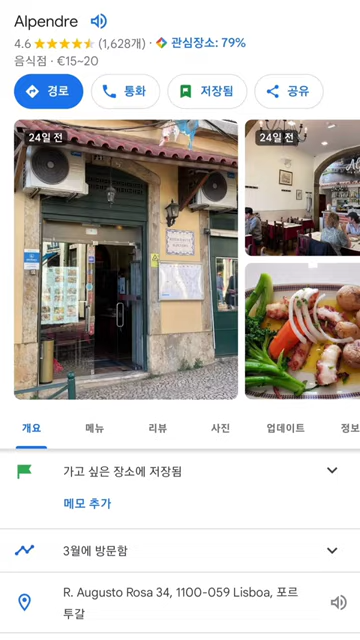 Alpendre
4.6 (1,628개) · 관심장소: 79%
음식점 · €15~20
경로 통화 저장됨 공유
24일 전 24일 전
개요 메뉴 리뷰 사진 업데이트 정보
가고 싶은 장소에 저장됨
메모 추가
3월에 방문함
R. Augusto Rosa 34, 1100-059 Lisboa, 포르
투갈